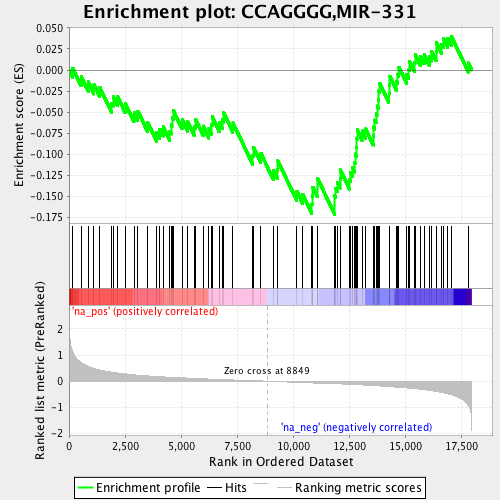 Enrichment plot: CCAGGGG,MIR-331
Enrichment score (ES)
0.050
0.025
0.000
-0.025
-0.050
-0.075
-0.100
-0.125
-0.150
-0.175
'na_pos' (positively correlated)
Ranked list metric (PreRanked)
2
1
0
-1
-2
Zero cross at 8849
'na_neg' (negatively correlated)
0
2,500
5,000
7,500
10,000
12,500
15,000
17,500
Rank in Ordered Dataset
Enrichment profile
Hits
Ranking metric scores